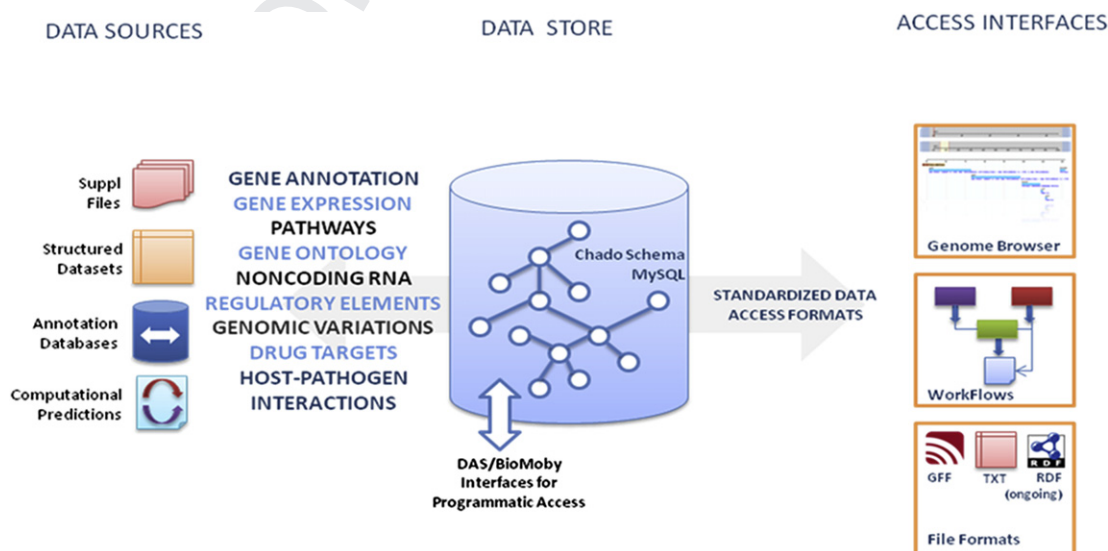 DATA SOURCES
DATA STORE
ACCESS INTERFACES
Suppl
Files
Structured
Datasets
Annotation
Databases
Computational
Predictions
GENE ANNOTATION
GENE EXPRESSION
PATHWAYS
GENE ONTOLOGY
NONCODING RNA
REGULATORY ELEMENTS
GENOMIC VARIATIONS
DRUG TARGETS
HOST-PATHOGEN
INTERACTIONS
Chado Schema
MySQL
DAS/BioMoby
Interfaces for
Programmatic Access
STANDARDIZED DATA
ACCESS FORMATS
Genome Browser
WorkFlows
RDF
GFF TXT RDF
(ongoing)
File Formats